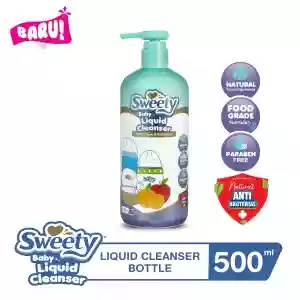 BARU!
Sweety
Baby
Liquid
Cleanser
NATURAL
FOOD
GRADE
PARABEN
FREE
Natural
ANTI
BACTERIAL
Sweety
Baby
Liquid
Cleanser
LIQUID CLEANSER
BOTTLE
500ml